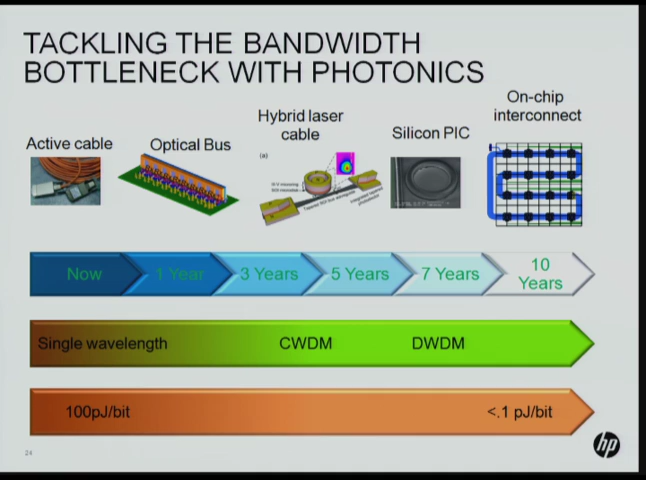 TACKLING THE BANDWIDTH
BOTTLENECK WITH PHOTONICS
Active cable
Optical Bus
Hybrid laser
cable
Silicon PIC
On-chip
interconnect
(a)
Now
1 Year
3 Years
5 Years
7 Years
10
Years
Single wavelength
CWDM
DWDM
100pJ/bit
<.1 pJ/bit
24
hp